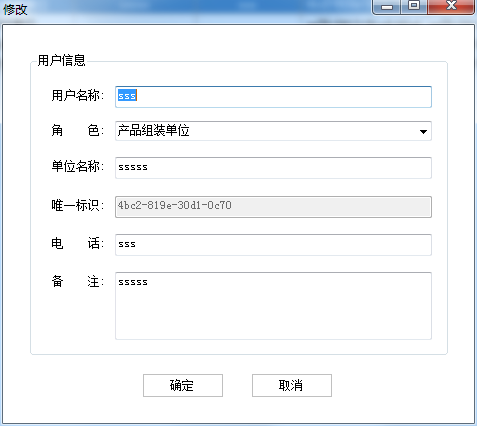 修改
用户信息
用户名称: sss
角 色: 产品组装单位
单位名称: sssss
唯一标识: 4bc2-819e-30d1-0c70
电 话: sss
备 注: sssss
确定 取消